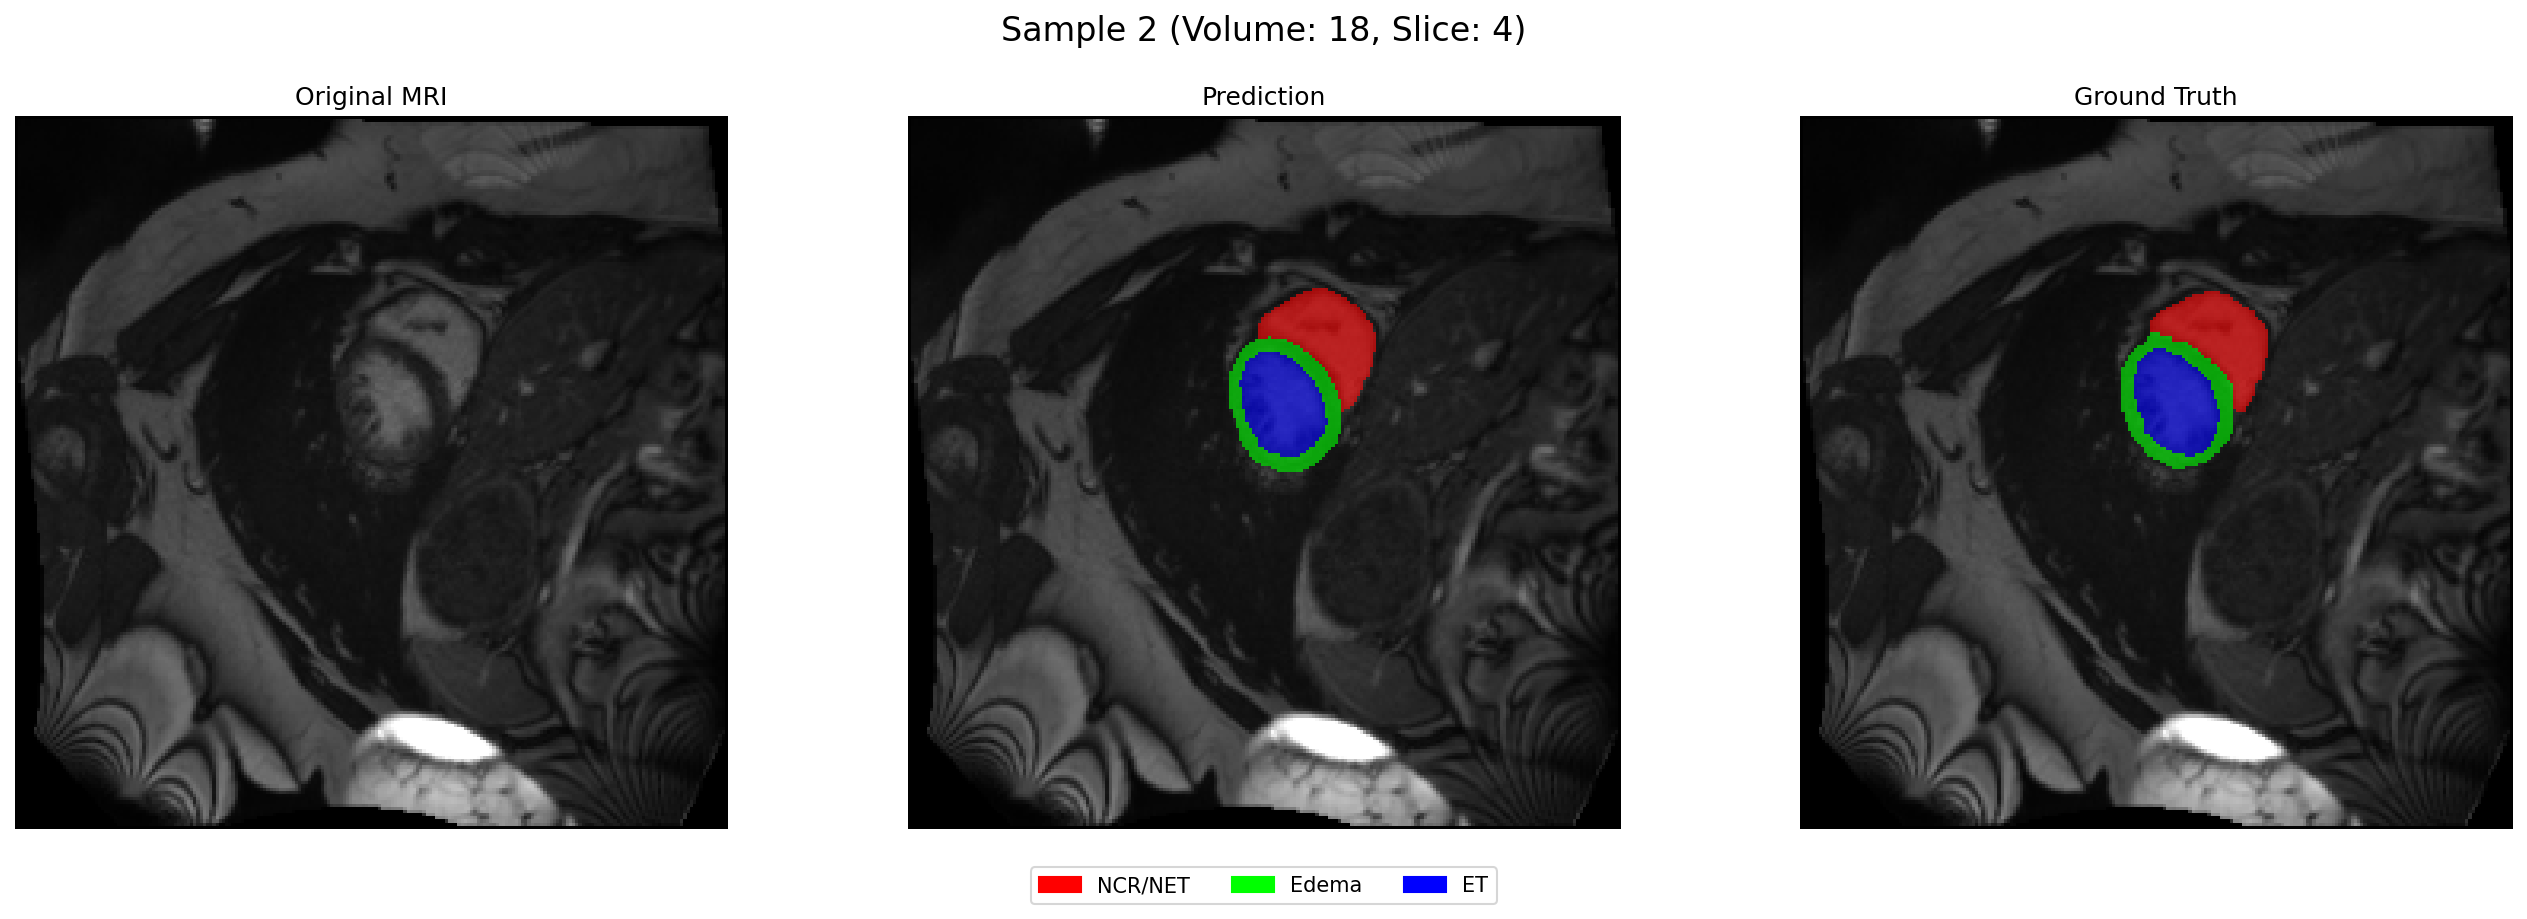 Sample 2 (Volume: 18, Slice: 4)
Original MRI
Prediction
Ground Truth
NCR/NET
Edema
ET